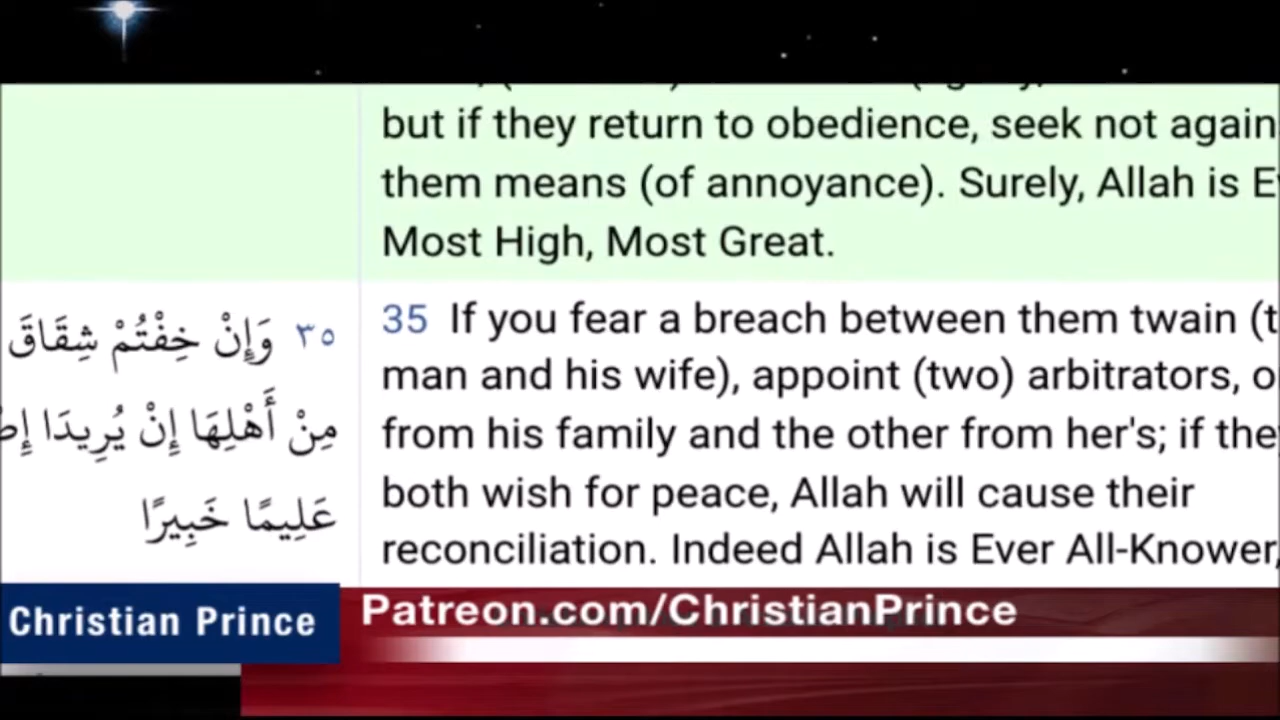 but if they return to obedience, seek not again
them means (of annoyance). Surely, Allah is E
Most High, Most Great.
٣٥ وَإِنْ خِفْتُمْ شِقَاقَ
مِنْ أَهْلِهَا إِنْ يُرِيدَا
عَلِيمًا خَبِيرًا
35 If you fear a breach between them twain (t
man and his wife), appoint (two) arbitrators, o
from his family and the other from her's; if they
both wish for peace, Allah will cause their
reconciliation. Indeed Allah is Ever All-Knower,
Christian Prince
Patreon.com/ChristianPrince